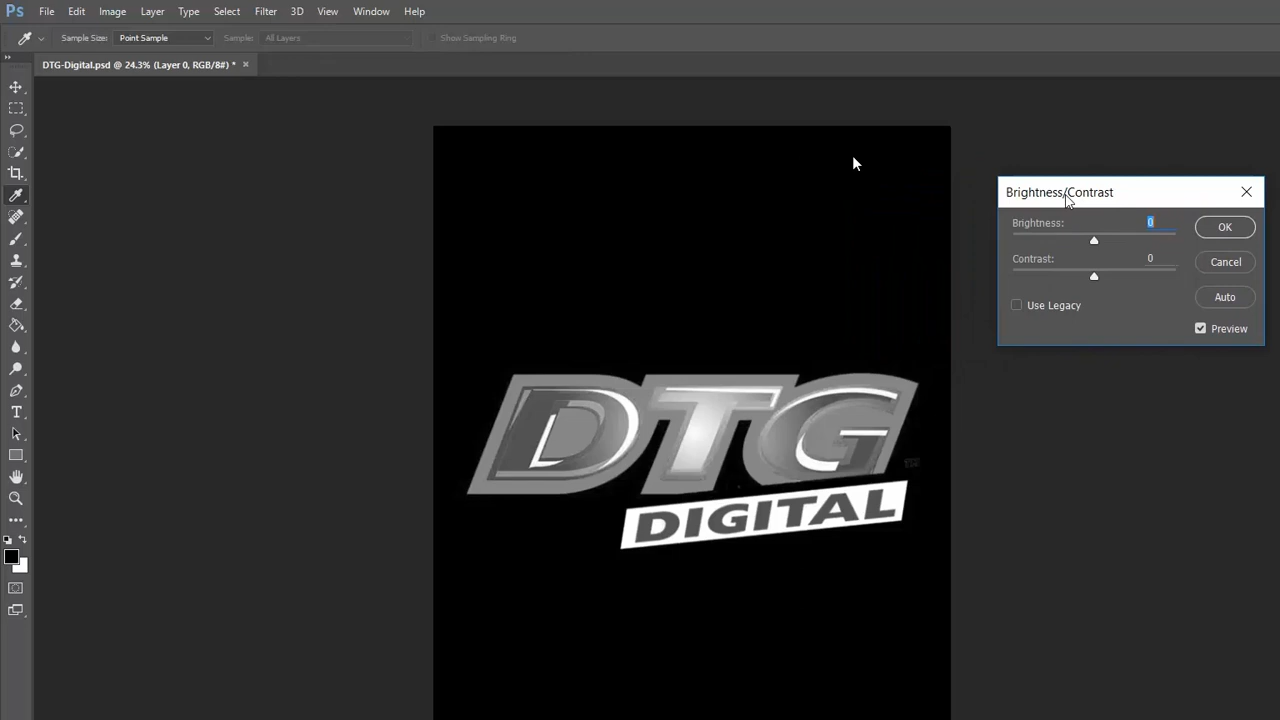 Ps File Edit Image Layer Type Select Filter 3D View Window Help
Sample Size: Point Sample Sample: All Layers Show Sampling Ring
DTG-Digital.psd @ 24.3% (Layer 0, RGB/8#) * ×
Brightness/Contrast
Brightness: 0
OK
Contrast: 0
Cancel
Auto
Use Legacy
Preview
DTG
DIGITAL